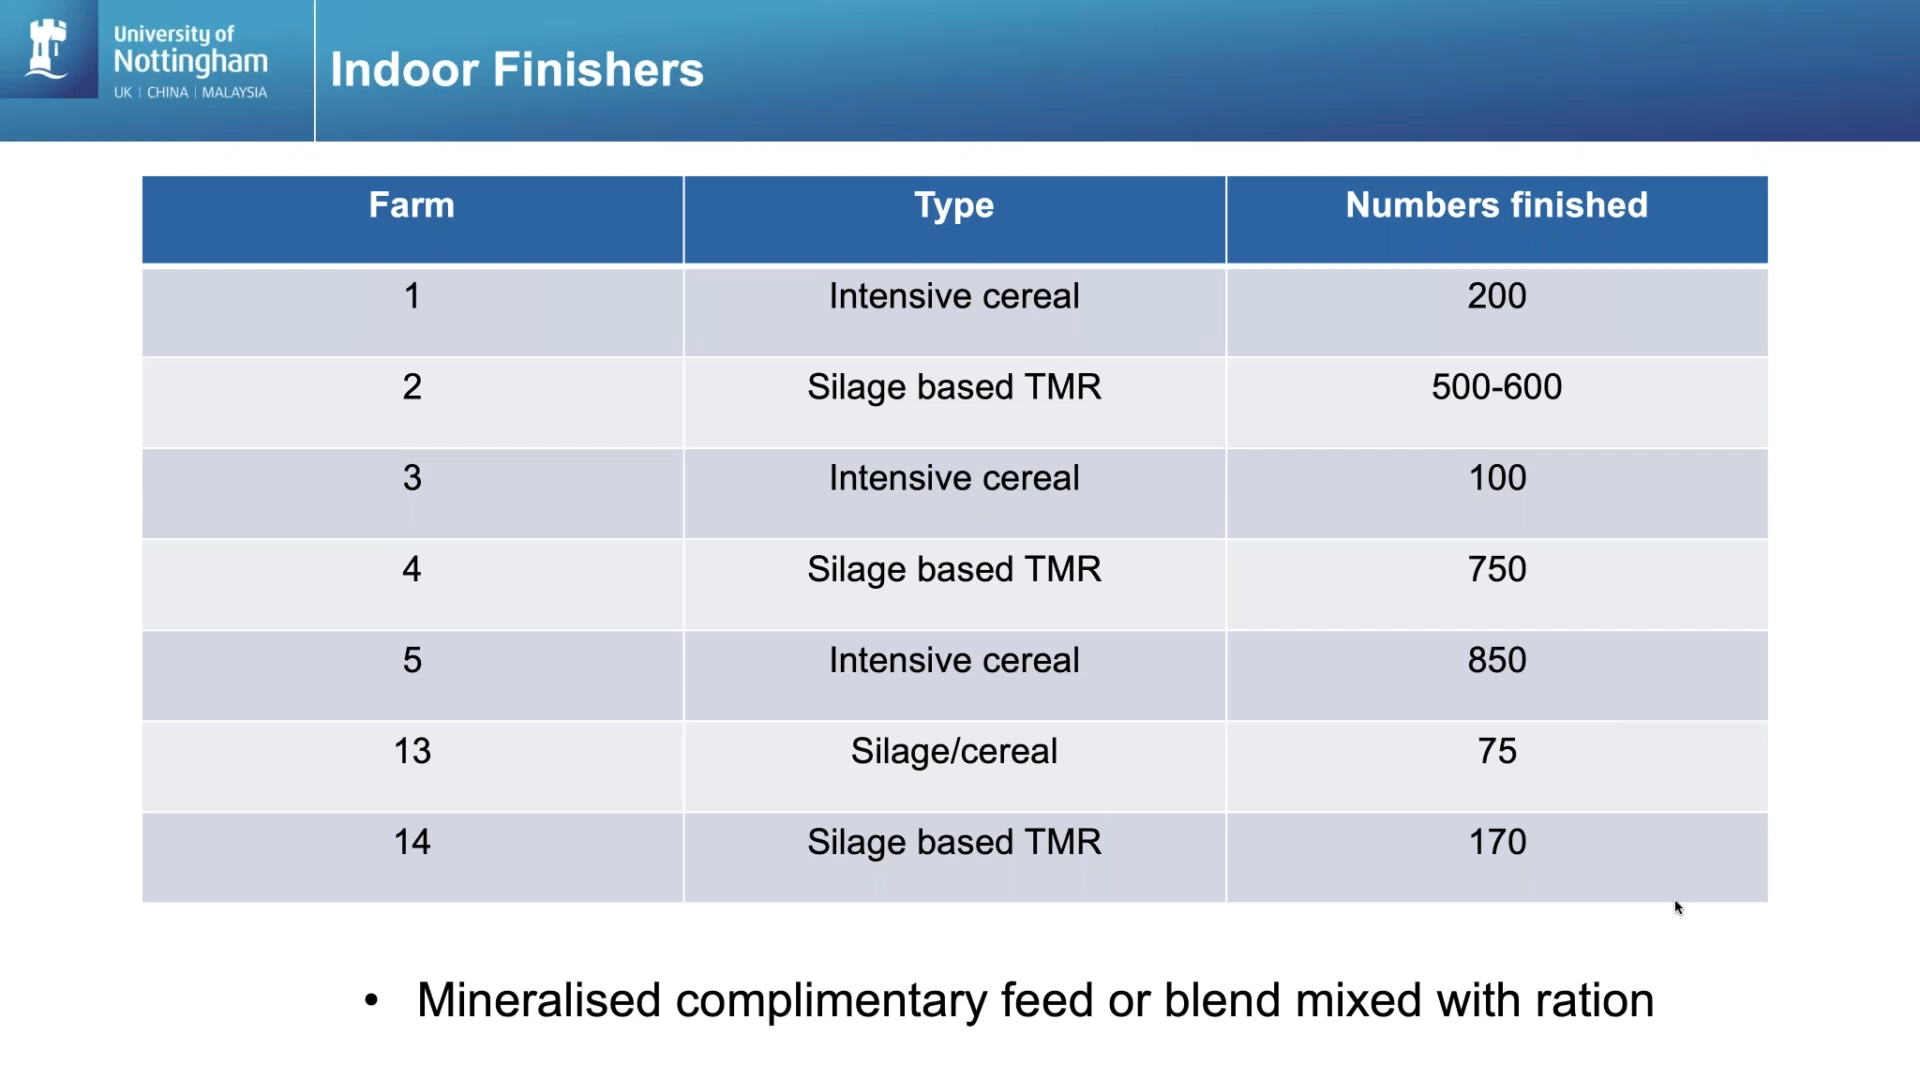 University of
Nottingham
UK | CHINA | MALAYSIA
Indoor Finishers
Farm Type Numbers finished
1 Intensive cereal 200
2 Silage based TMR 500-600
3 Intensive cereal 100
4 Silage based TMR 750
5 Intensive cereal 850
13 Silage/cereal 75
14 Silage based TMR 170
• Mineralised complimentary feed or blend mixed with ration